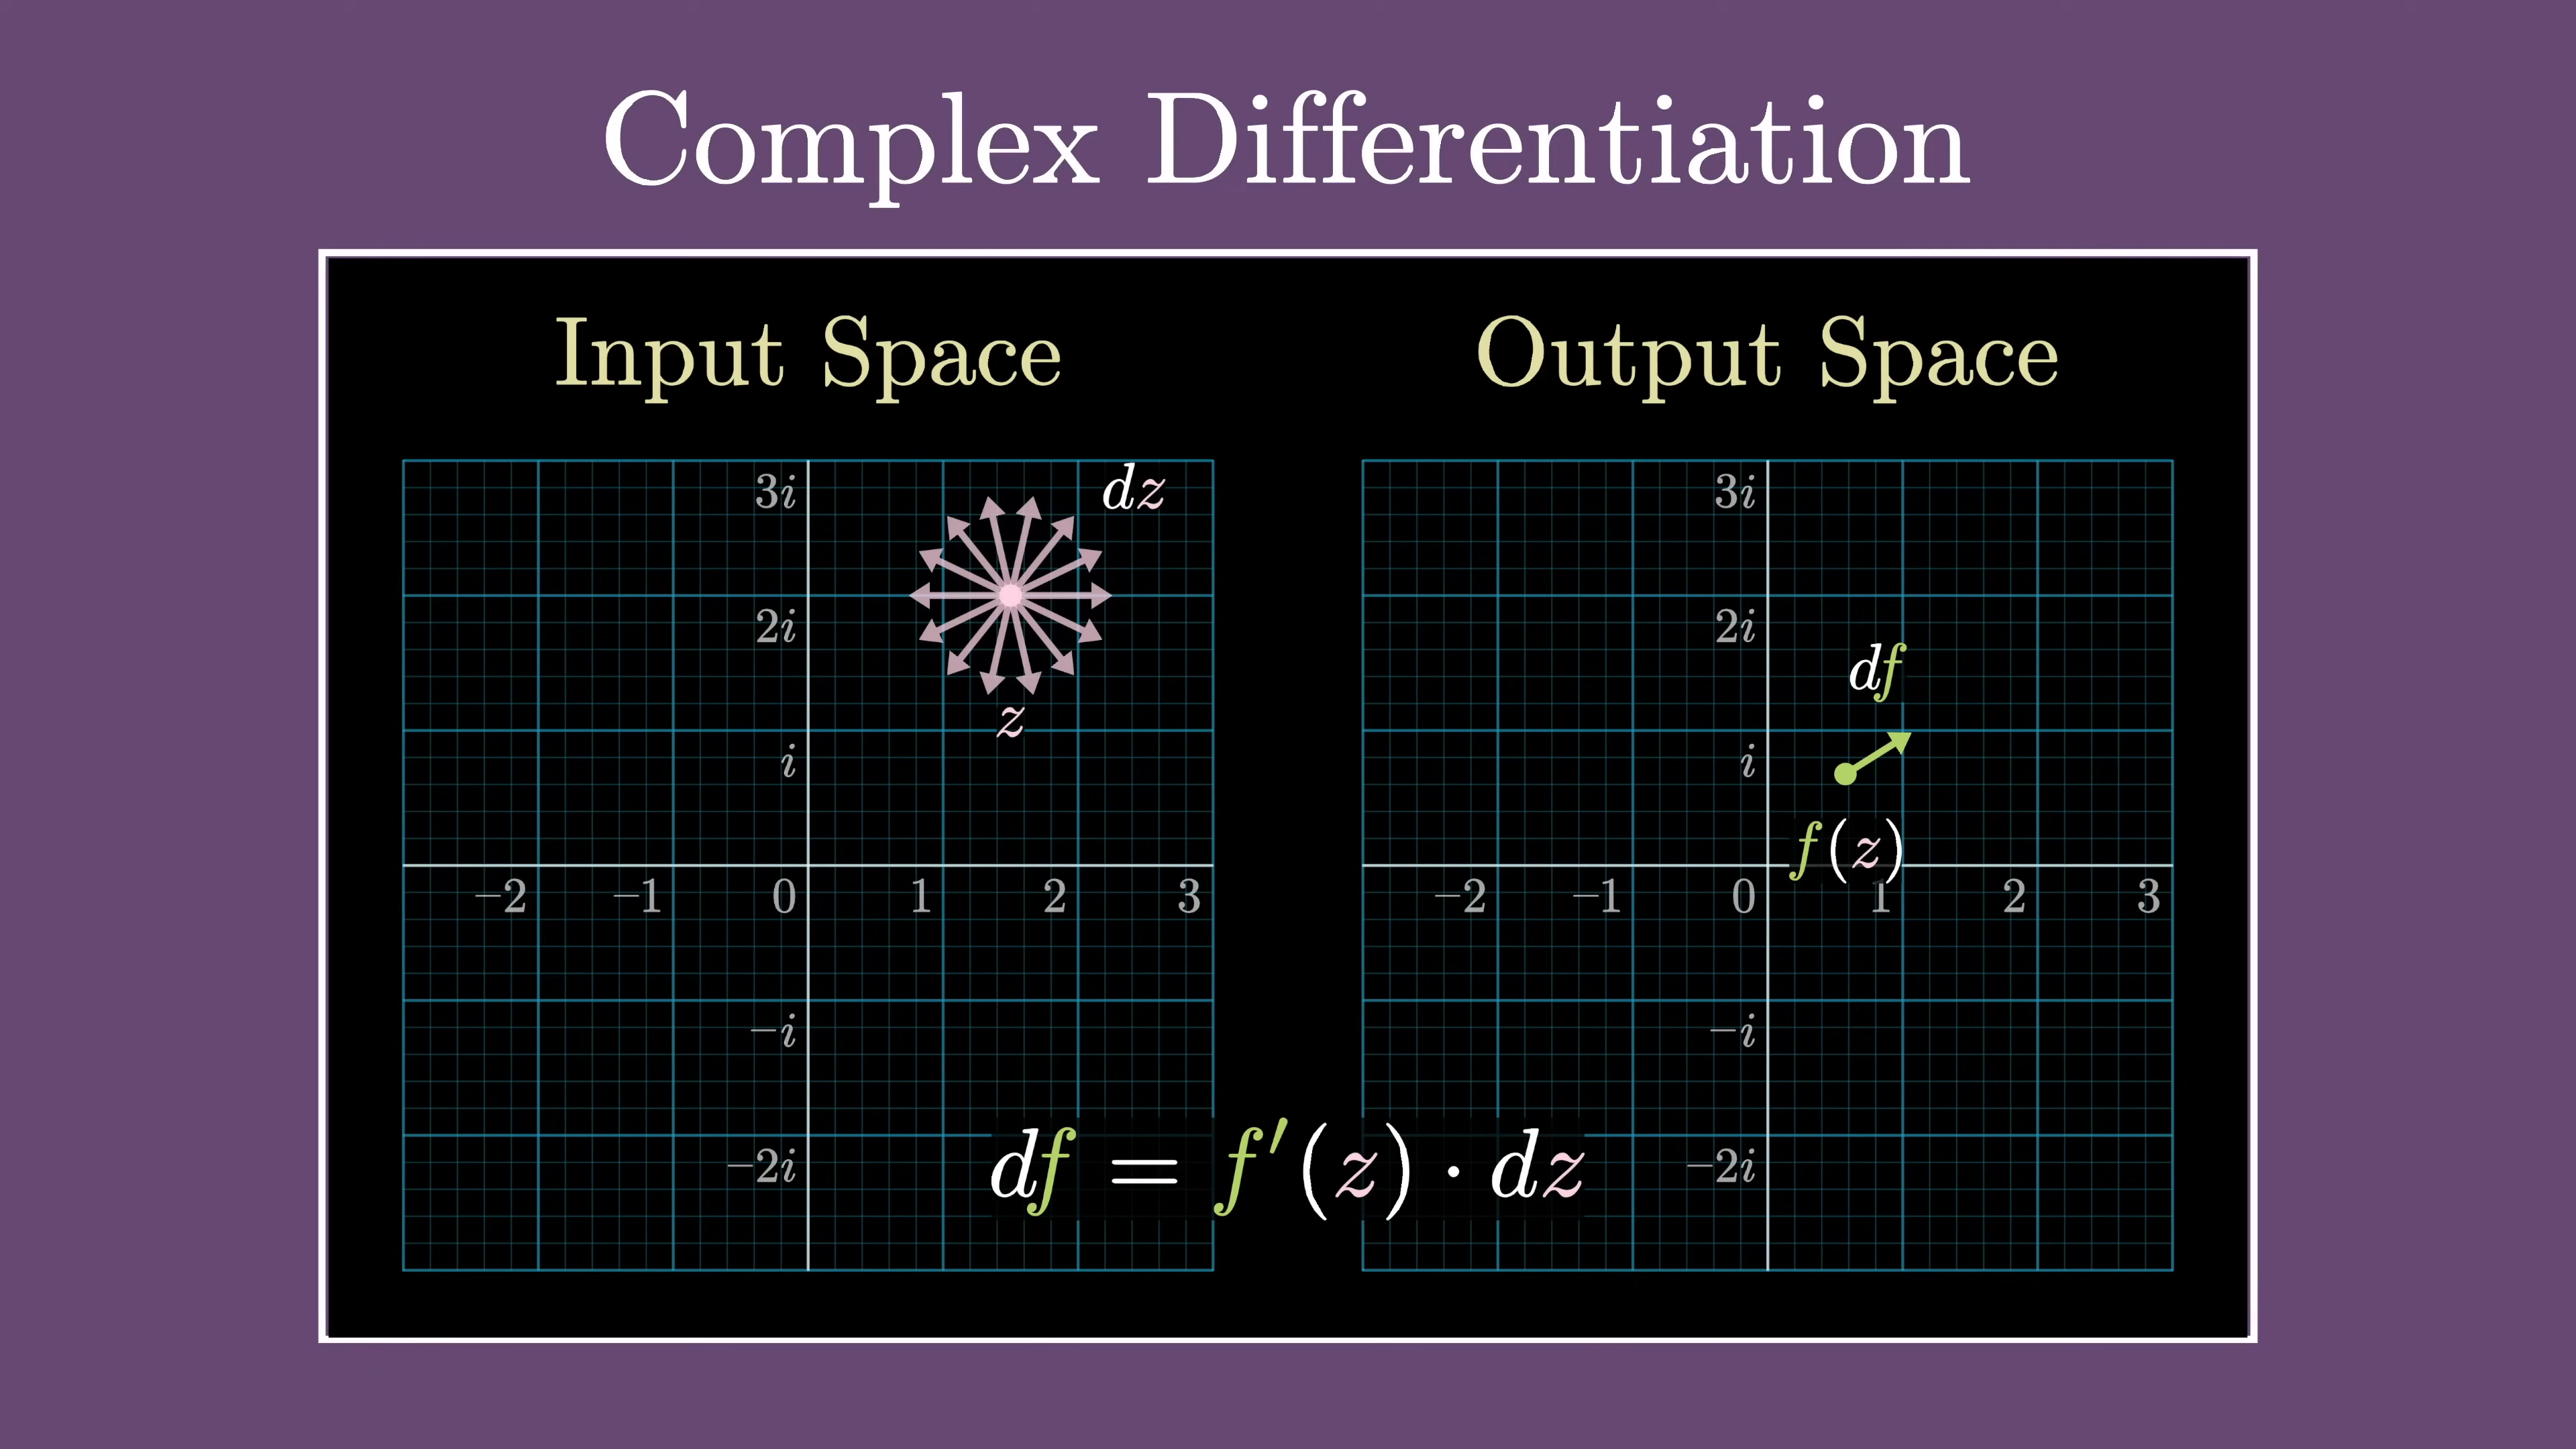 Complex Differentiation
Input Space
3i
dz
2i
z
i
−2 −1 0 1 2 3
−i
−2i
Output Space
3i
2i
df
i
f(z)
−2 −1 0 1 2 3
−i
−2i
df = f′(z) · dz